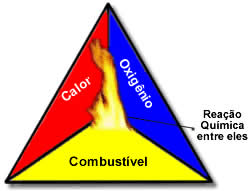 Calor
Oxigênio
Reação
Química
entre eles
Combustível